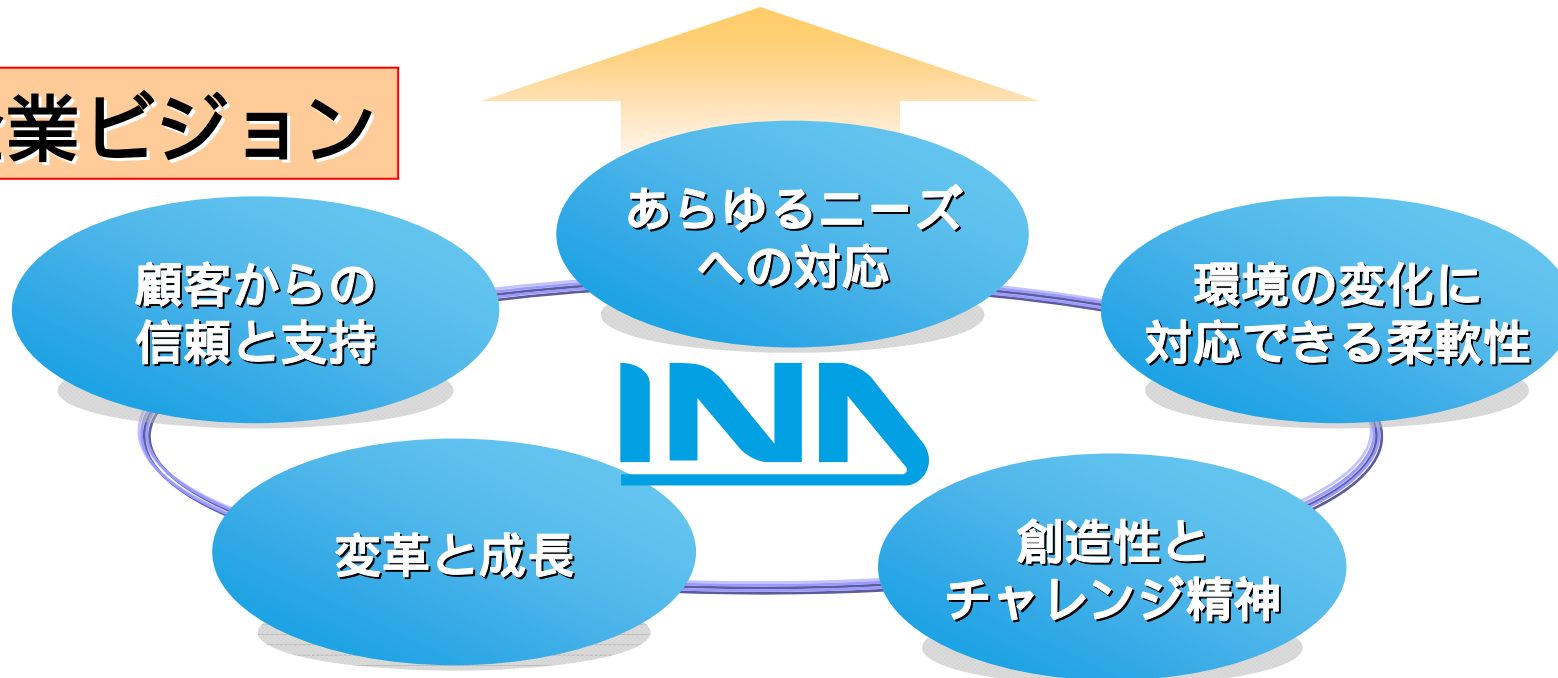 業ビジョン
あらゆるニーズ
への対応
顧客からの
信頼と支持
環境の変化に
対応できる柔軟性
INA
変革と成長
創造性と
チャレンジ精神